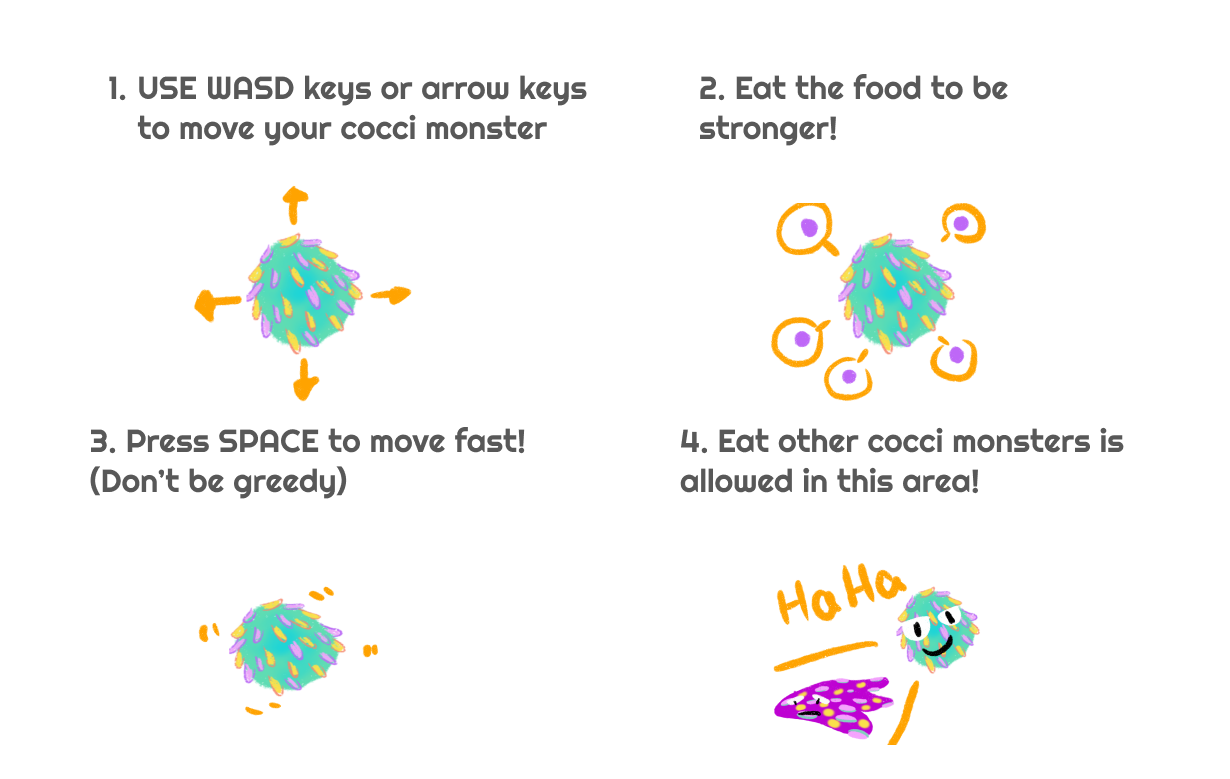 1. USE WASD keys or arrow keys
to move your cocci monster
2. Eat the food to be
stronger!
3. Press SPACE to move fast!
(Don't be greedy)
4. Eat other cocci monsters is
allowed in this area!
HaHa